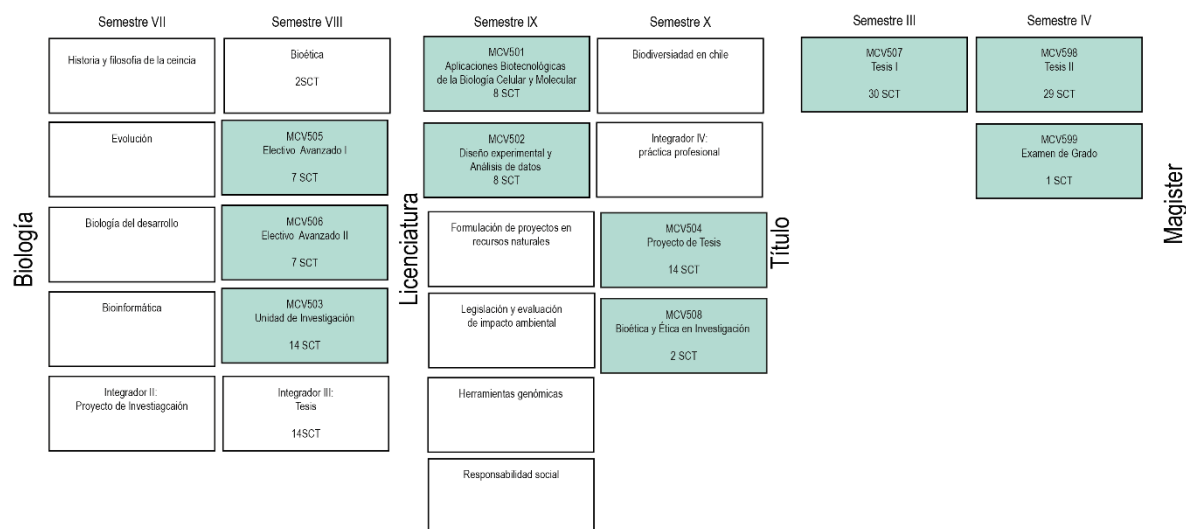 Semestre VII
Semestre VIII
Semestre IX
Semestre X
Semestre III
Semestre IV
Biología
Historia y filosofia de la ceincia
Evolución
Biología del desarrollo
Bioinformática
Integrador II:
Proyecto de Investiagcaión
Bioética
2SCT
MCV505
Electivo Avanzado I
7 SCT
MCV506
Electivo Avanzado II
7 SCT
MCV503
Unidad de Investigación
14 SCT
Integrador III:
Tesis
14SCT
Licenciatura
MCV501
Aplicaciones Biotecnológicas
de la Biología Celular y Molecular
8 SCT
MCV502
Diseño experimental y
Análisis de datos
8 SCT
Formulación de proyectos en
recursos naturales
Legislación y evaluación
de impacto ambiental
Herramientas genómicas
Responsabilidad social
Biodiversiadad en chile
Integrador IV:
práctica profesional
MCV504
Proyecto de Tesis
14 SCT
MCV508
Bioética y Ética en Investigación
2 SCT
Título
MCV507
Tesis I
30 SCT
MCV598
Tesis II
29 SCT
MCV599
Examen de Grado
1 SCT
Magister